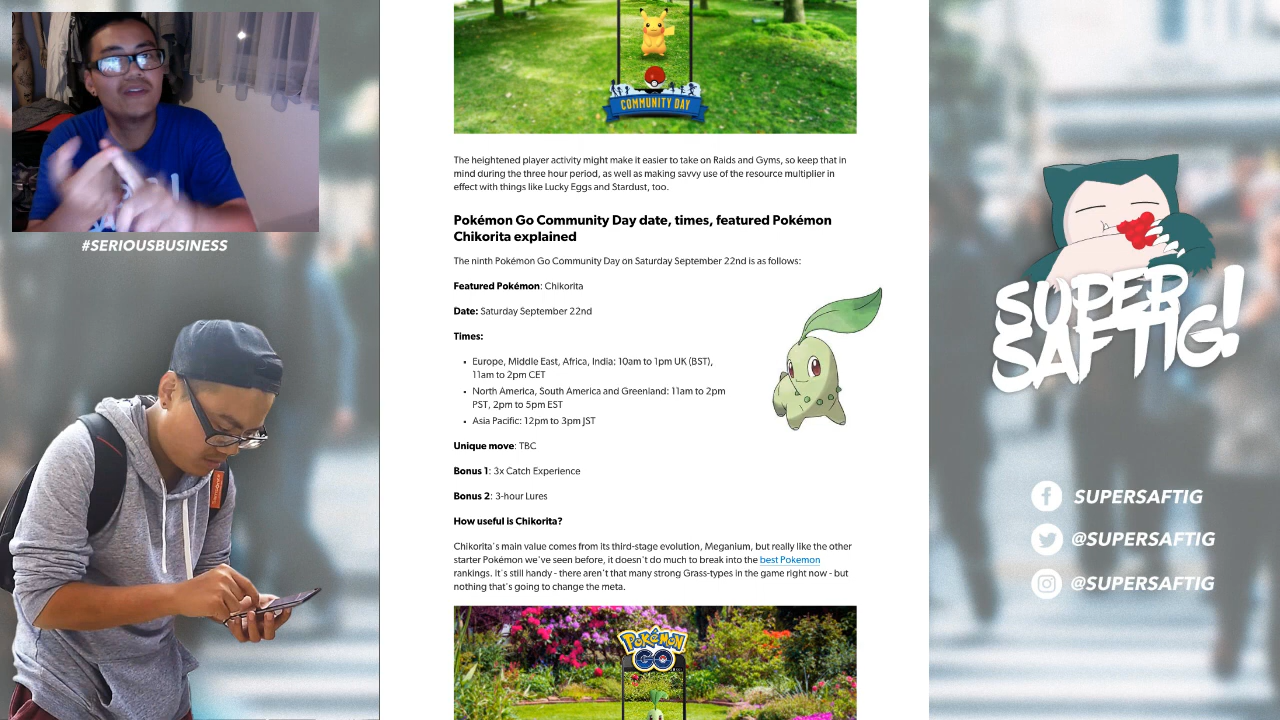 COMMUNITY DAY
The heightened player activity might make it easier to take on Raids and Gyms, so keep that in
mind during the three hour period, as well as making savvy use of the resource multiplier in
effect with things like Lucky Eggs and Stardust, too.
Pokémon Go Community Day date, times, featured Pokémon
Chikorita explained
The ninth Pokémon Go Community Day on Saturday September 22nd is as follows:
Featured Pokémon: Chikorita
Date: Saturday September 22nd
Times:
• Europe, Middle East, Africa, India: 10am to 1pm UK (BST),
11am to 2pm CET
• North America, South America and Greenland: 11am to 2pm
PST, 2pm to 5pm EST
• Asia Pacific: 12pm to 3pm JST
Unique move: TBC
Bonus 1: 3x Catch Experience
Bonus 2: 3-hour Lures
How useful is Chikorita?
Chikorita's main value comes from its third-stage evolution, Meganium, but really like the other
starter Pokémon we've seen before, it doesn't do much to break into the best Pokemon
rankings. It's still handy - there aren't that many strong Grass-types in the game right now - but
nothing that's going to change the meta.
POKÉMON
GO
#SERIOUSBUSINESS
SUPER
SAFTIG!
SUPERSAFTIG
@SUPERSAFTIG
@SUPERSAFTIG